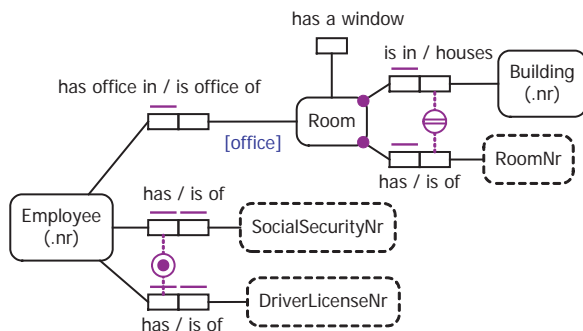 has a window
is in / houses
Building
(.nr)
has office in / is office of
Room
[office]
RoomNr
has / is of
has / is of
Employee
(.nr)
SocialSecurityNr
DriverLicenseNr
has / is of